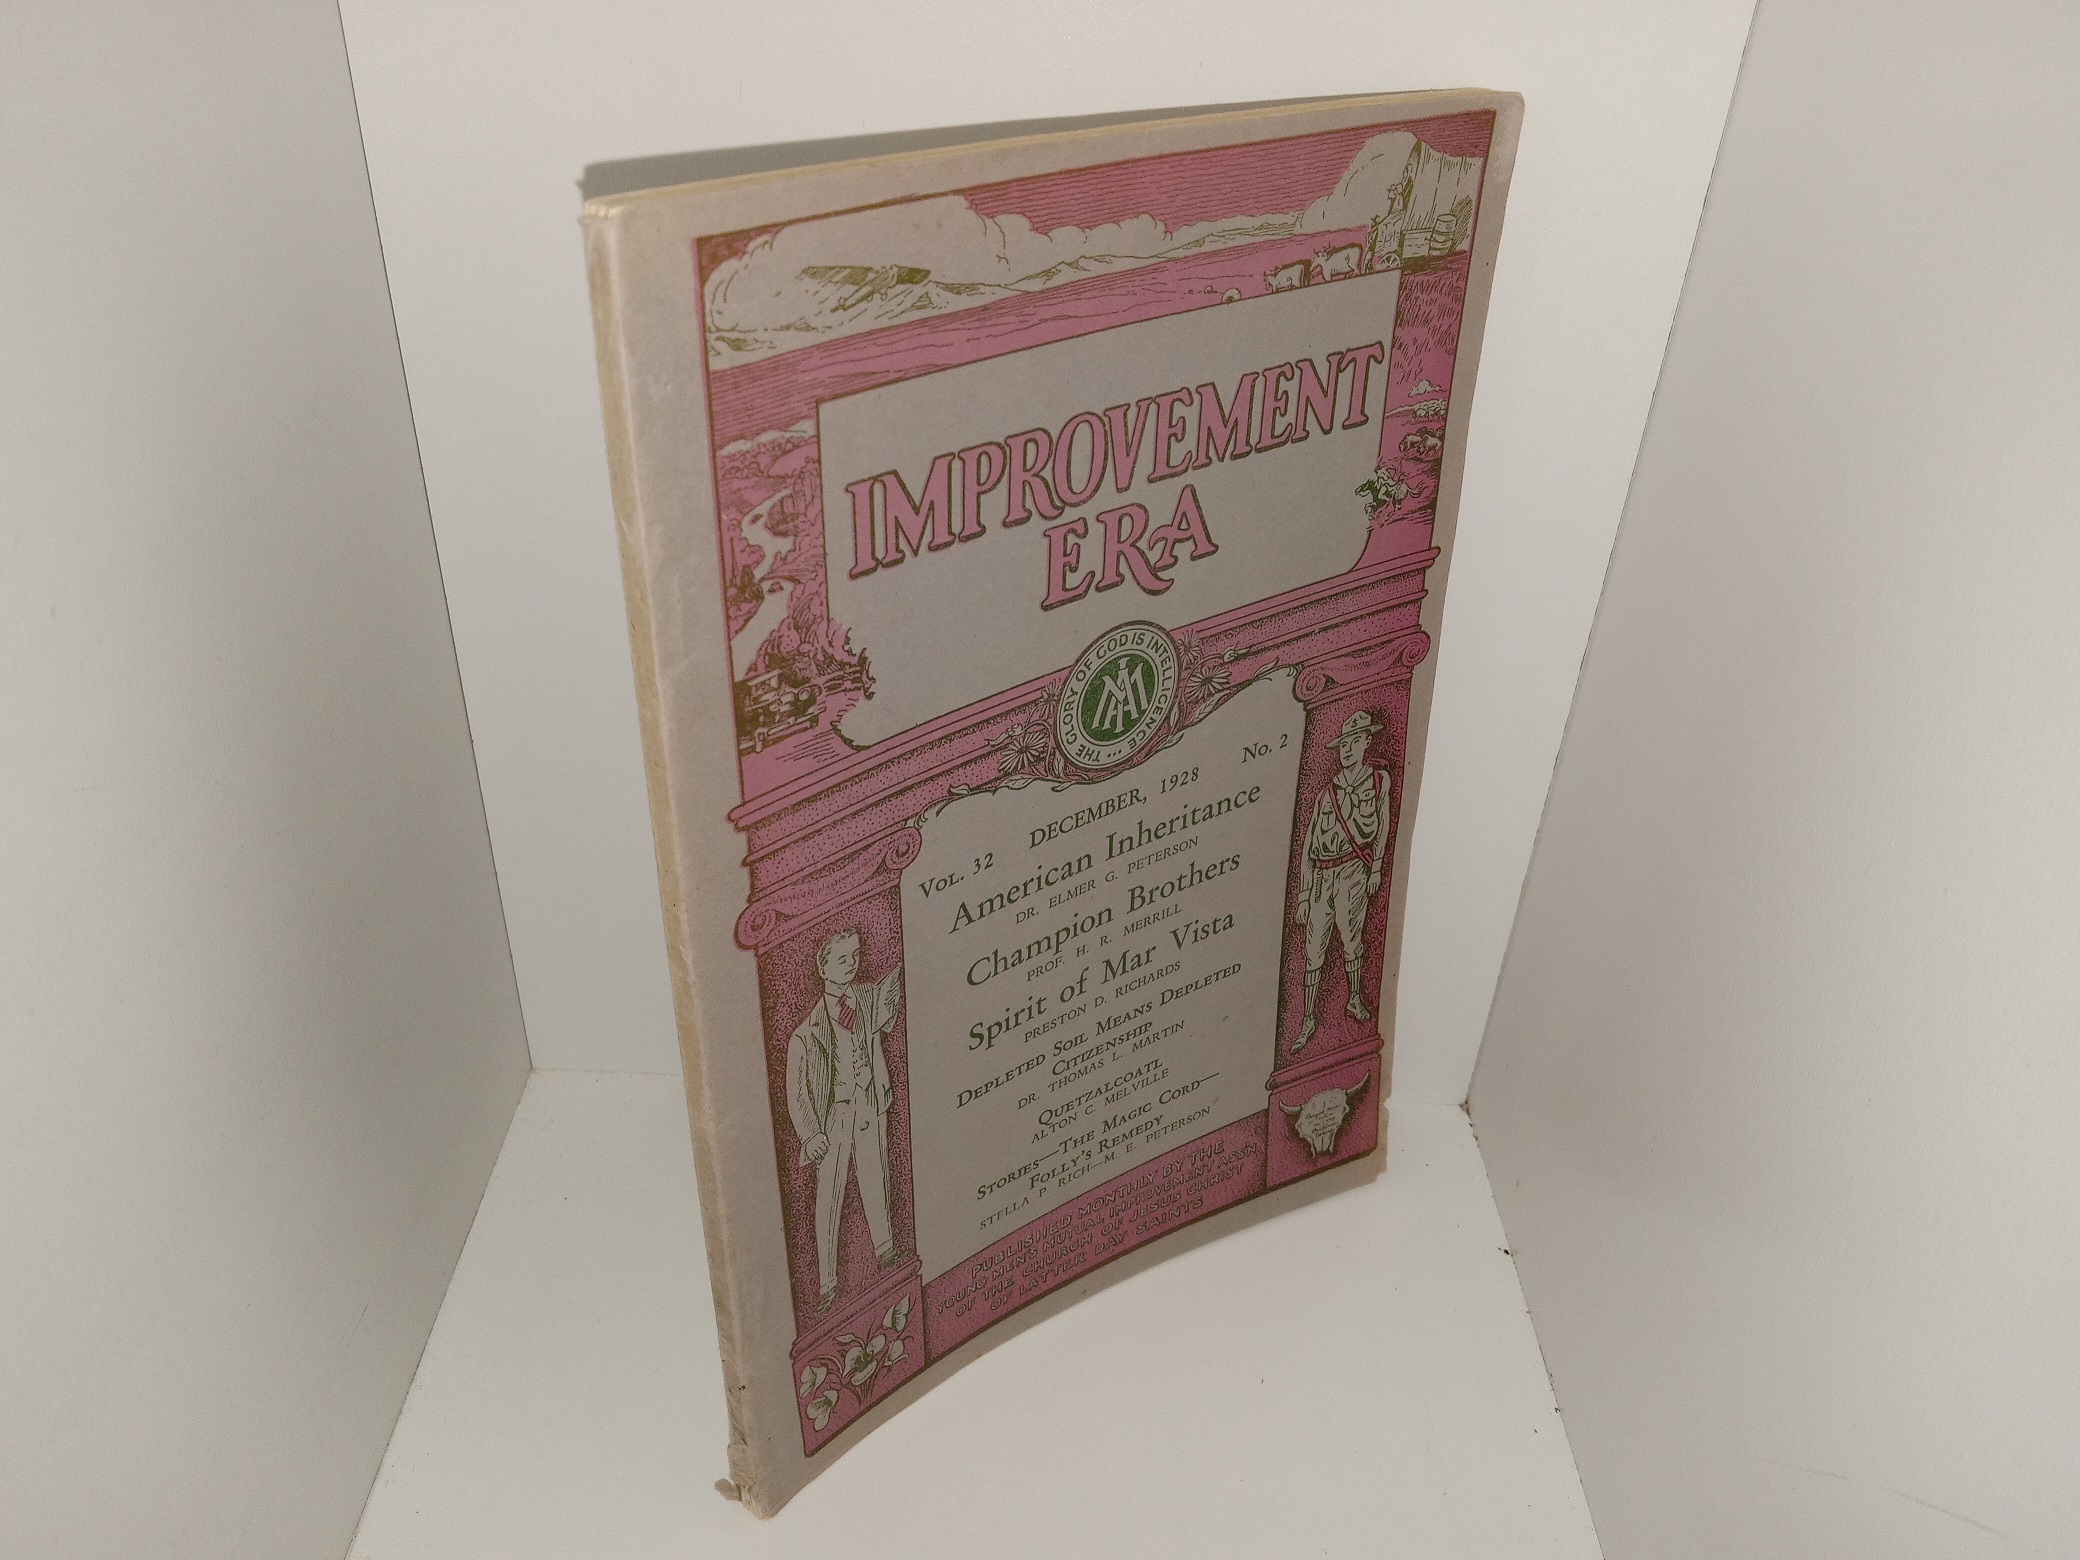 IMPROVEMENT
ERA
THE GLORY OF GOD IS INTELLIGENCE
MIA
VOL. 32 DECEMBER, 1928 No. 2
American Inheritance
DR. ELMER G. PETERSON
Champion Brothers
PROF. H. R. MERRILL
Spirit of Mar Vista
PRESTON D. RICHARDS
DEPLETED SOIL MEANS DEPLETED
CITIZENSHIP
DR. THOMAS L. MARTIN
QUETZALCOATL
ALTON C. MELVILLE
STORIES—THE MAGIC CORD—
FOLLY'S REMEDY
STELLA P. RICH—M. E. PETERSON
PUBLISHED MONTHLY BY THE
YOUNG MEN'S MUTUAL IMPROVEMENT ASSN.
OF THE CHURCH OF JESUS CHRIST
OF LATTER DAY SAINTS